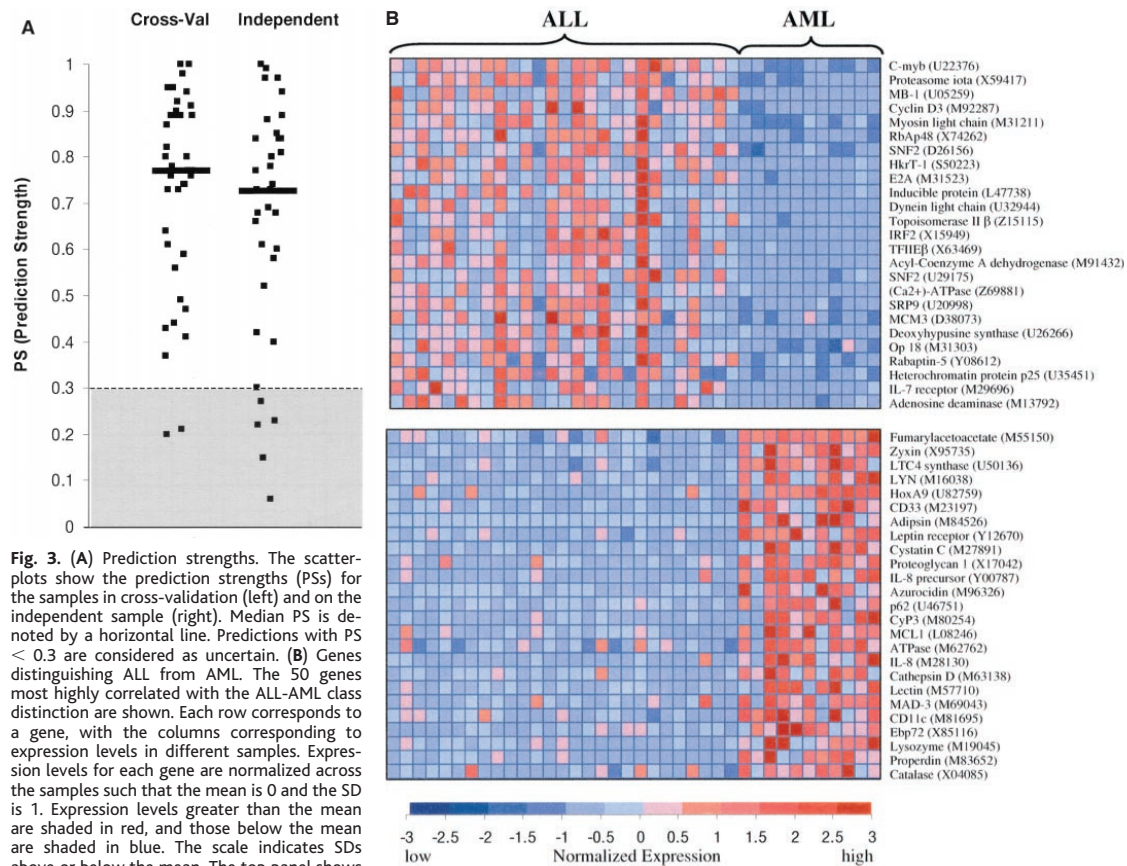 A
Cross-Val Independent
PS (Prediction Strength)
1
0.9
0.8
0.7
0.6
0.5
0.4
0.3
0.2
0.1
0
Fig. 3. (A) Prediction strengths. The scatter-
plots show the prediction strengths (PSs) for
the samples in cross-validation (left) and on the
independent sample (right). Median PS is de-
noted by a horizontal line. Predictions with PS
< 0.3 are considered as uncertain. (B) Genes
distinguishing ALL from AML. The 50 genes
most highly correlated with the ALL-AML class
distinction are shown. Each row corresponds to
a gene, with the columns corresponding to
expression levels in different samples. Expres-
sion levels for each gene are normalized across
the samples such that the mean is 0 and the SD
is 1. Expression levels greater than the mean
are shaded in red, and those below the mean
are shaded in blue. The scale indicates SDs
above or below the mean. The top panel shows
B
ALL AML
C-myb (U22376)
Proteasome iota (X59417)
MB-1 (U05259)
Cyclin D3 (M92287)
Myosin light chain (M31211)
RbAp48 (X74262)
SNF2 (D26156)
HkrT-1 (S50223)
E2A (M31523)
Inducible protein (L47738)
Dynein light chain (U32944)
Topoisomerase II β (Z15115)
IRF2 (X15949)
TFIIEβ (X63469)
Acyl-Coenzyme A dehydrogenase (M91432)
SNF2 (U29175)
(Ca2+)-ATPase (Z69881)
SRP9 (U20998)
MCM3 (D38073)
Deoxyhypusine synthase (U26266)
Op 18 (M31303)
Rabaptin-5 (Y08612)
Heterochromatin protein p25 (U35451)
IL-7 receptor (M29696)
Adenosine deaminase (M13792)
Fumarylacetoacetate (M55150)
Zyxin (X95735)
LTC4 synthase (U50136)
LYN (M16038)
HoxA9 (U82759)
CD33 (M23197)
Adipsin (M84526)
Leptin receptor (Y12670)
Cystatin C (M27891)
Proteoglycan 1 (X17042)
IL-8 precursor (Y00787)
Azurocidin (M96326)
p62 (U46751)
CyP3 (M80254)
MCL1 (L08246)
ATPase (M62762)
IL-8 (M28130)
Cathepsin D (M63138)
Lectin (M57710)
MAD-3 (M69043)
CD11c (M81695)
Ebp72 (X85116)
Lysozyme (M19045)
Properdin (M83652)
Catalase (X04085)
-3 -2.5 -2 -1.5 -1 -0.5 0 0.5 1 1.5 2 2.5 3
low Normalized Expression high